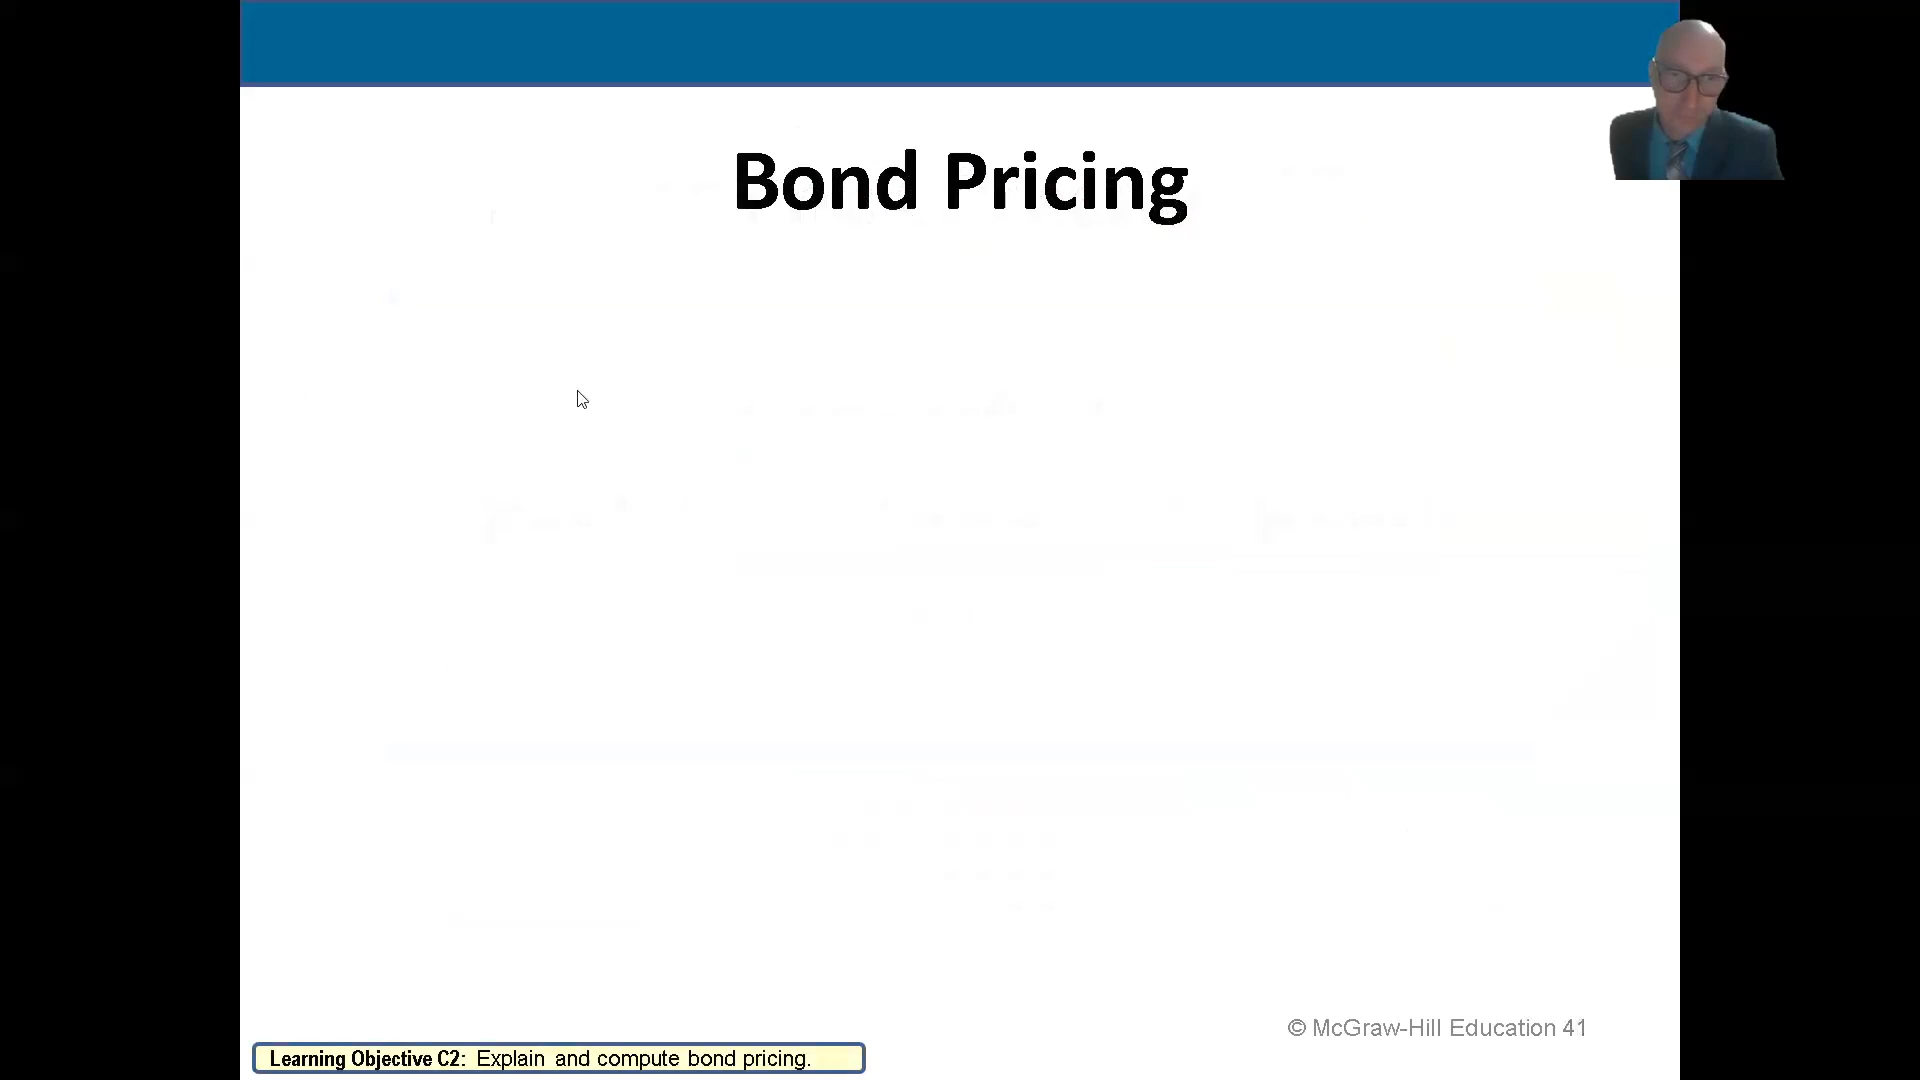 Bond Pricing
© McGraw-Hill Education 41
Learning Objective C2: Explain and compute bond pricing.